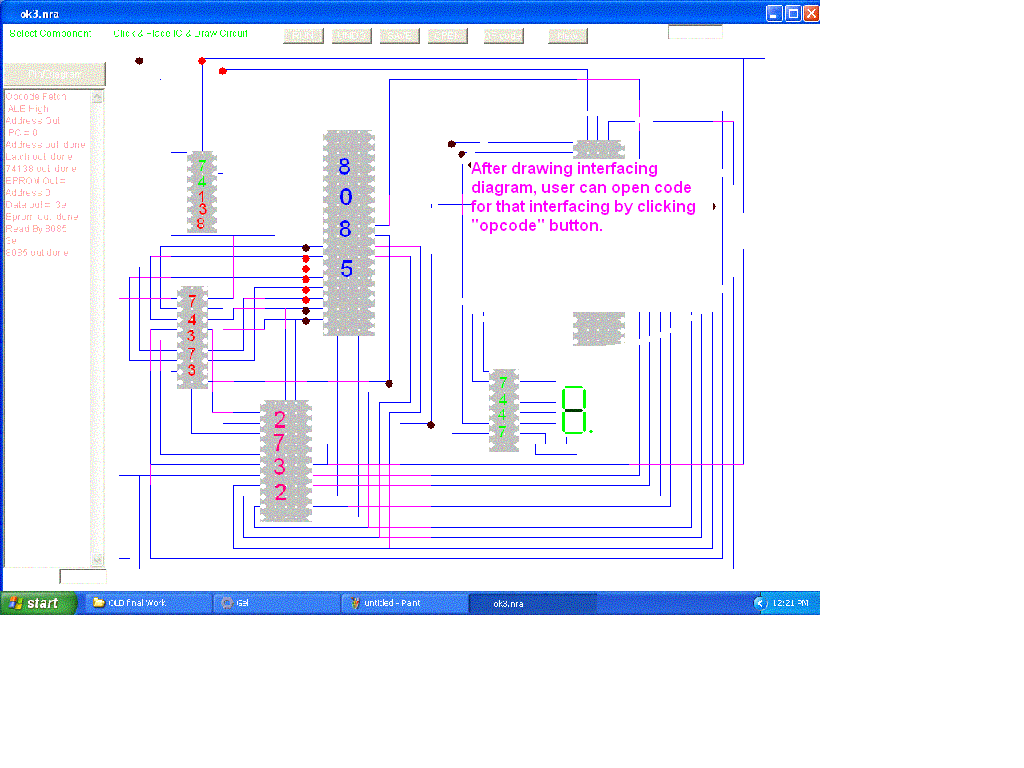 ok3.nra
Select Component Click & Place IC & Draw Circuit
Opcode Fetch
ALE High
Address Out
PC = 0
Address out done
Latch out done
74138 out done
EPROM Out=
Address 0
Data out = 3e
Eprom out done
Read By 8085
3e
8085 out done
7
4
1
3
8
8
0
8
5
After drawing interfacing
diagram, user can open code
for that interfacing by clicking
"opcode" button.
7
4
3
7
3
2
7
3
2
7
4
4
7
start
OLD final Work
untitled - Paint
ok3.nra
12:21 PM